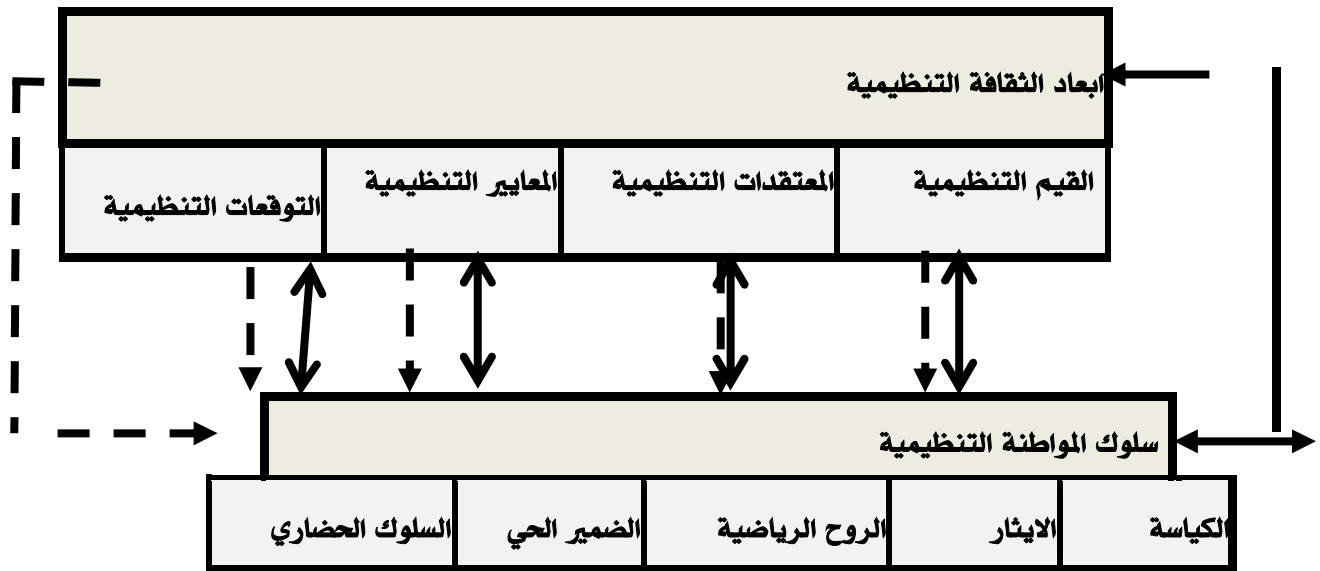 ابعاد الثقافة التنظيمية
القيم التنظيمية
المعتقدات التنظيمية
المعايير التنظيمية
التوقعات التنظيمية
سلوك المواطنة التنظيمية
الكياسة
الايثار
الروح الرياضية
الضمير الحي
السلوك الحضاري